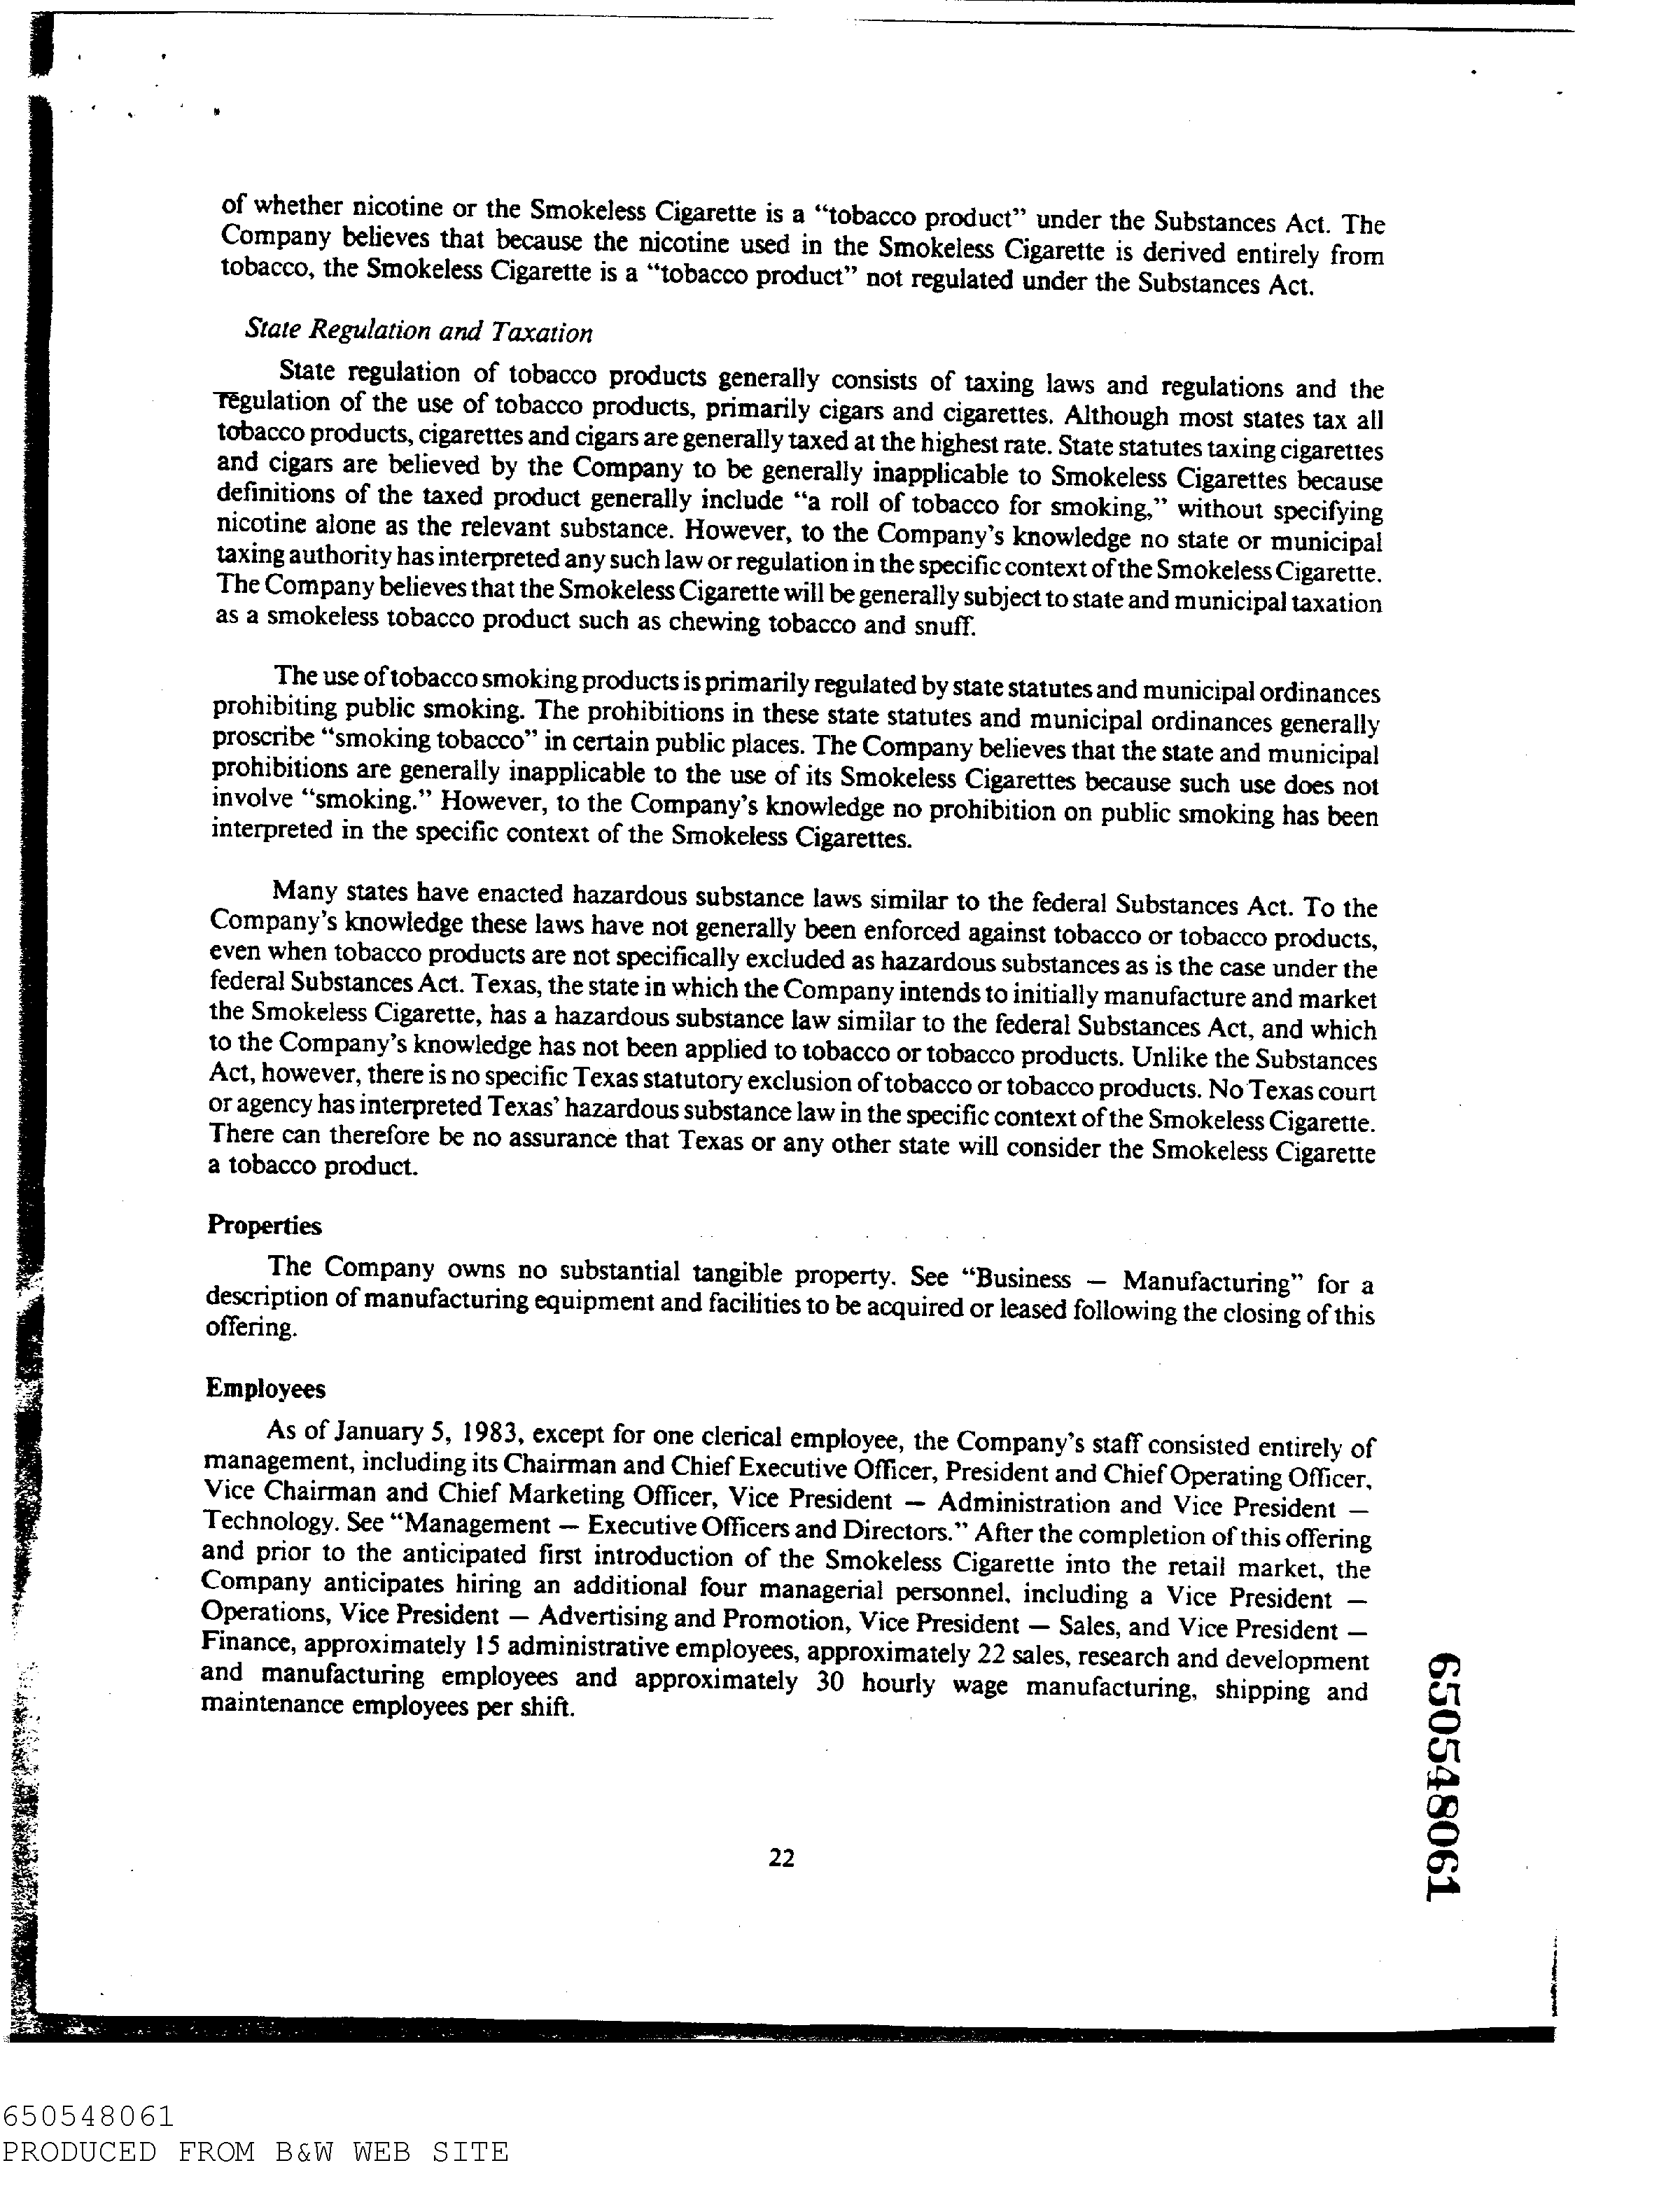 of whether nicotine or the Smokeless Cigarette is a “tobacco product” under the Substances Act. The
Company believes that because the nicotine used in the Smokeless Cigarette is derived entirely from
tobacco, the Smokeless Cigarette is a “tobacco product” not regulated under the Substances Act.
State Regulation and Taxation
State regulation of tobacco products generally consists of taxing laws and regulations and the
regulation of the use of tobacco products, primarily cigars and cigarettes. Although most states tax all
tobacco products, cigarettes and cigars are generally taxed at the highest rate. State statutes taxing cigarettes
and cigars are believed by the Company to be generally inapplicable to Smokeless Cigarettes because
definitions of the taxed product generally include “a roll of tobacco for smoking,” without specifying
nicotine alone as the relevant substance. However, to the Company’s knowledge no state or municipal
taxing authority has interpreted any such law or regulation in the specific context of the Smokeless Cigarette.
The Company believes that the Smokeless Cigarette will be generally subject to state and municipal taxation
as a smokeless tobacco product such as chewing tobacco and snuff.
The use of tobacco smoking products is primarily regulated by state statutes and municipal ordinances
prohibiting public smoking. The prohibitions in these state statutes and municipal ordinances generally
proscribe “smoking tobacco” in certain public places. The Company believes that the state and municipal
prohibitions are generally inapplicable to the use of its Smokeless Cigarettes because such use does not
involve “smoking.” However, to the Company’s knowledge no prohibition on public smoking has been
interpreted in the specific context of the Smokeless Cigarettes.
Many states have enacted hazardous substance laws similar to the federal Substances Act. To the
Company’s knowledge these laws have not generally been enforced against tobacco or tobacco products,
even when tobacco products are not specifically excluded as hazardous substances as is the case under the
federal Substances Act. Texas, the state in which the Company intends to initially manufacture and market
the Smokeless Cigarette, has a hazardous substance law similar to the federal Substances Act, and which
to the Company’s knowledge has not been applied to tobacco or tobacco products. Unlike the Substances
Act, however, there is no specific Texas statutory exclusion of tobacco or tobacco products. No Texas court
or agency has interpreted Texas’ hazardous substance law in the specific context of the Smokeless Cigarette.
There can therefore be no assurance that Texas or any other state will consider the Smokeless Cigarette
a tobacco product.
Properties
The Company owns no substantial tangible property. See “Business — Manufacturing” for a
description of manufacturing equipment and facilities to be acquired or leased following the closing of this
offering.
Employees
As of January 5, 1983, except for one clerical employee, the Company’s staff consisted entirely of
management, including its Chairman and Chief Executive Officer, President and Chief Operating Officer,
Vice Chairman and Chief Marketing Officer, Vice President — Administration and Vice President —
Technology. See “Management — Executive Officers and Directors.” After the completion of this offering
and prior to the anticipated first introduction of the Smokeless Cigarette into the retail market, the
Company anticipates hiring an additional four managerial personnel, including a Vice President —
Operations, Vice President — Advertising and Promotion, Vice President — Sales, and Vice President —
Finance, approximately 15 administrative employees, approximately 22 sales, research and development
and manufacturing employees and approximately 30 hourly wage manufacturing, shipping and
maintenance employees per shift.
650548061
22
650548061
PRODUCED FROM B&W WEB SITE